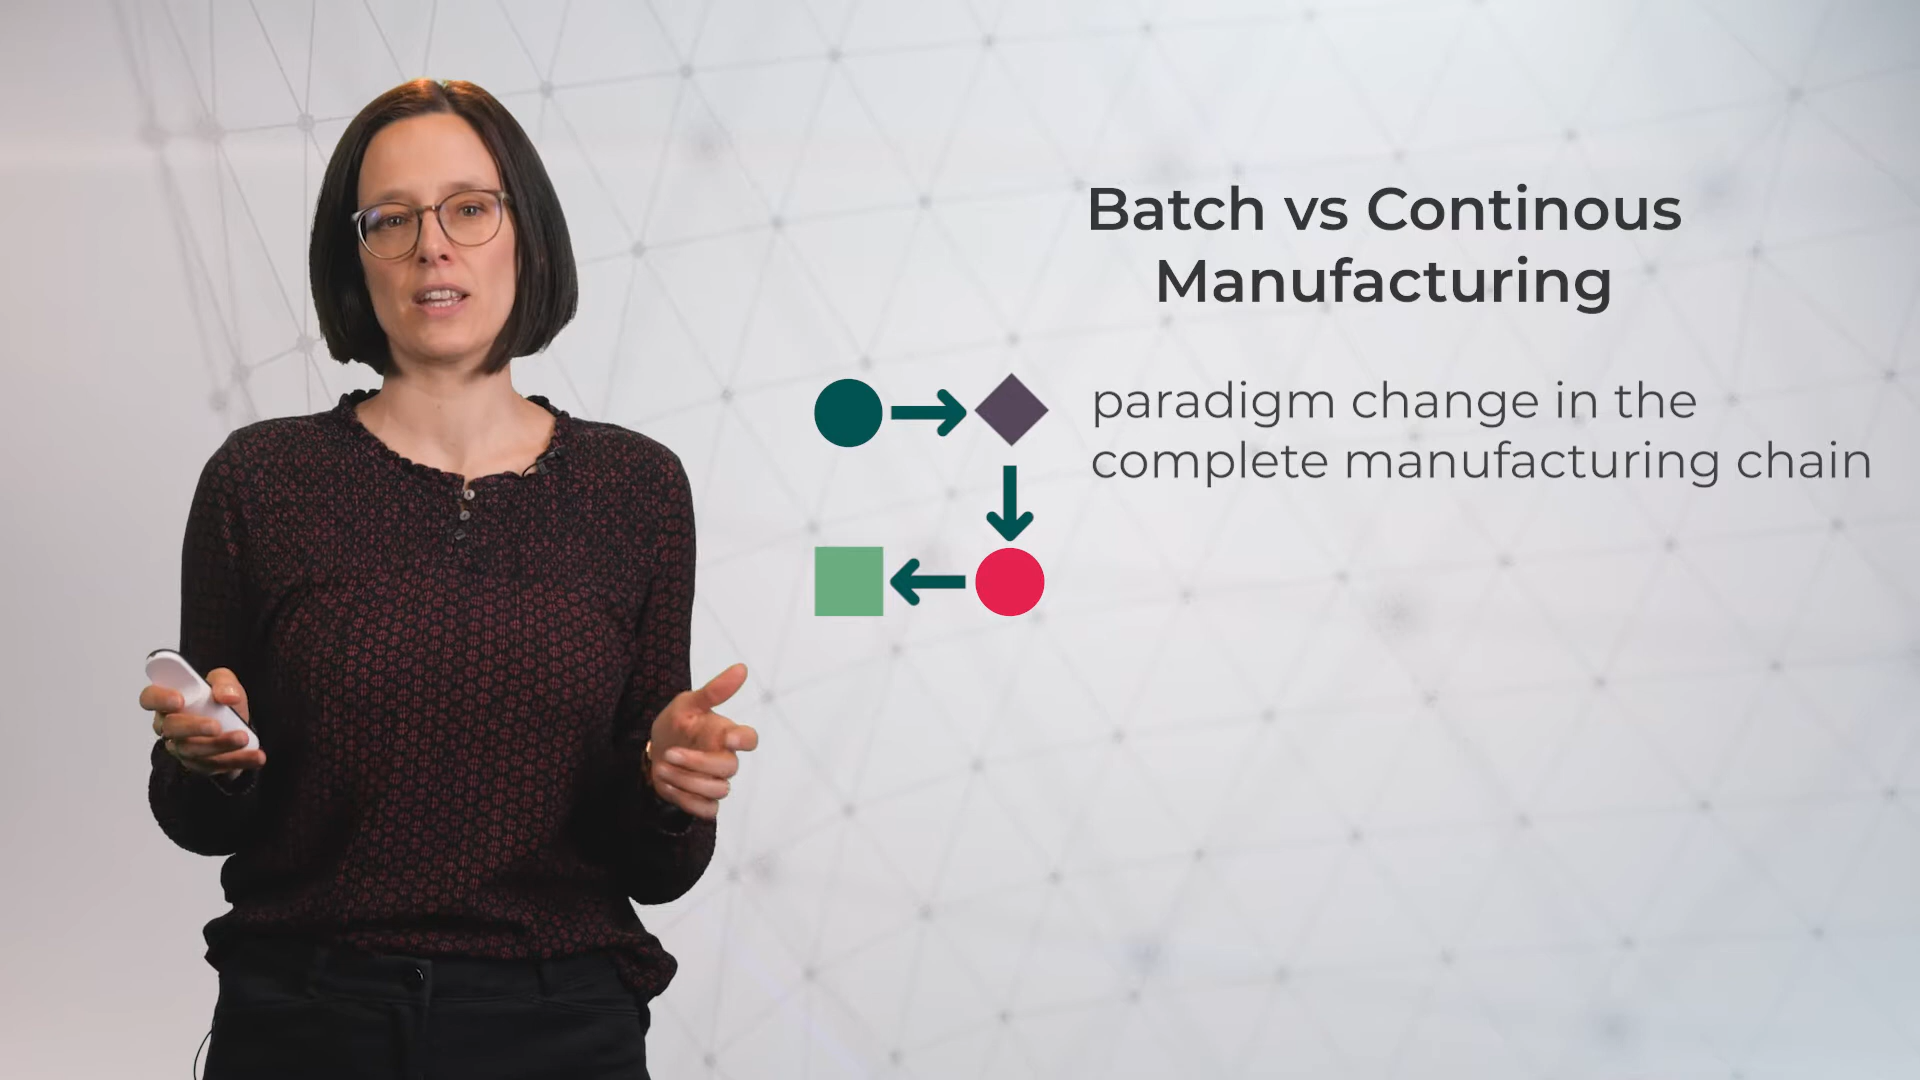 Batch vs Continous
Manufacturing
paradigm change in the
complete manufacturing chain